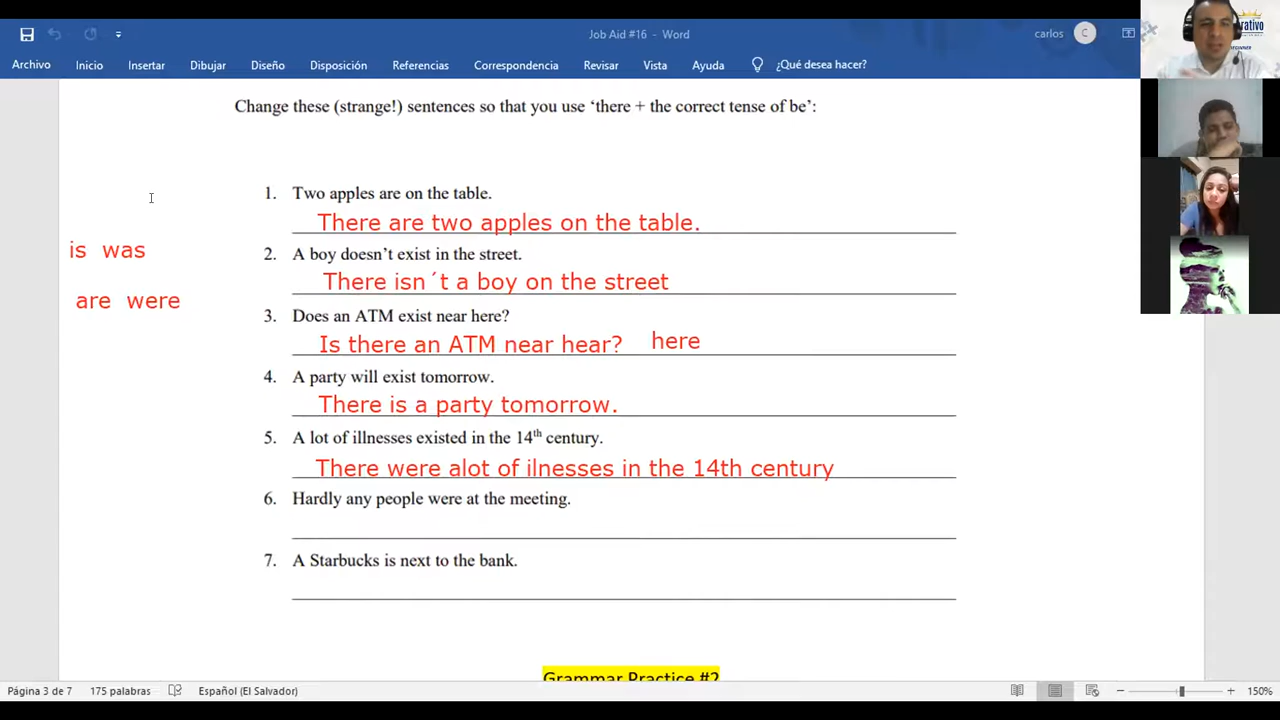 Job Aid #16 - Word
carlos
C
rativo
BEGINNER
Archivo Inicio Insertar Dibujar Diseño Disposición Referencias Correspondencia Revisar Vista Ayuda ¿Qué desea hacer?
Change these (strange!) sentences so that you use ‘there + the correct tense of be’:
1. Two apples are on the table.
There are two apples on the table.
is was
2. A boy doesn’t exist in the street.
There isn´t a boy on the street
are were
3. Does an ATM exist near here?
Is there an ATM near hear? here
4. A party will exist tomorrow.
There is a party tomorrow.
5. A lot of illnesses existed in the 14th century.
There were alot of ilnesses in the 14th century
6. Hardly any people were at the meeting.
7. A Starbucks is next to the bank.
Grammar Practice #2
Página 3 de 7 175 palabras Español (El Salvador) 150%